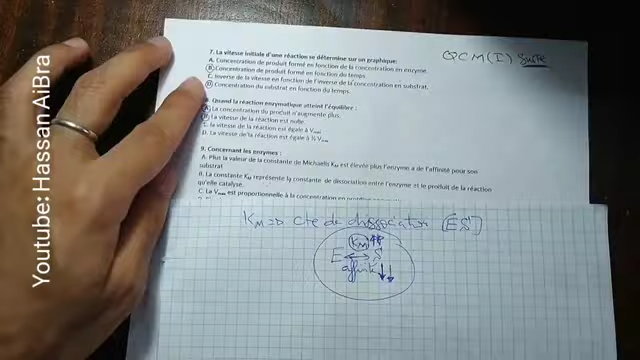 QCM(I) Suite
7. La vitesse initiale d'une réaction se détermine sur un graphique:
A. Concentration de produit formé en fonction de la concentration en enzyme.
B. Concentration de produit formé en fonction du temps.
C. Inverse de la vitesse en fonction de l'inverse de la concentration en substrat.
D. Concentration du substrat en fonction du temps.
Quand la réaction enzymatique atteint l'équilibre :
A. La concentration du produit n'augmente plus.
B. La vitesse de la réaction est nulle.
C. la vitesse de la réaction est égale à Vmax
D. La vitesse de la réaction est égale à ½ Vmax
9. Concernant les enzymes :
A. Plus la valeur de la constante de Michaelis KM est élevée plus l'enzyme a de l'affinité pour son
substrat.
B. La constante KM représente la constante de dissociation entre l'enzyme et le produit de la réaction
qu'elle catalyse.
C. La Vmax est proportionnelle à la concentration en
KM => cte de dissociation [ES]
KM ↑↑
E ↔ S
affinité ↓↓
Youtube: Hassan AiBra